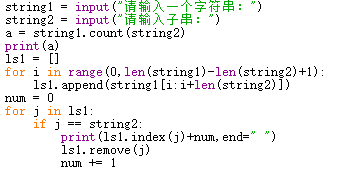 string1 = input("请输入一个字符串：")
string2 = input("请输入子串：")
a = string1.count(string2)
print(a)
ls1 = []
for i in range(0,len(string1)-len(string2)+1):
    ls1.append(string1[i:i+len(string2)])
num = 0
for j in ls1:
    if j == string2:
        print(ls1.index(j)+num,end=" ")
        ls1.remove(j)
        num += 1